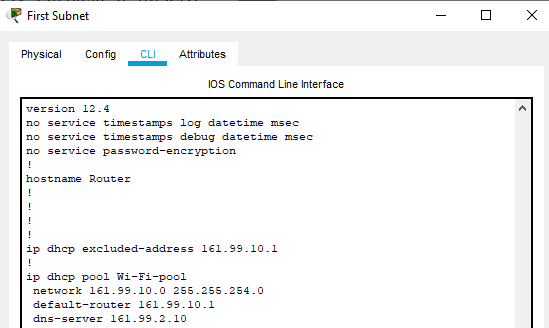 First Subnet
Physical Config CLI Attributes
IOS Command Line Interface
version 12.4
no service timestamps log datetime msec
no service timestamps debug datetime msec
no service password-encryption
!
hostname Router
!
!
!
!
ip dhcp excluded-address 161.99.10.1
!
ip dhcp pool Wi-Fi-pool
 network 161.99.10.0 255.255.254.0
 default-router 161.99.10.1
 dns-server 161.99.2.10